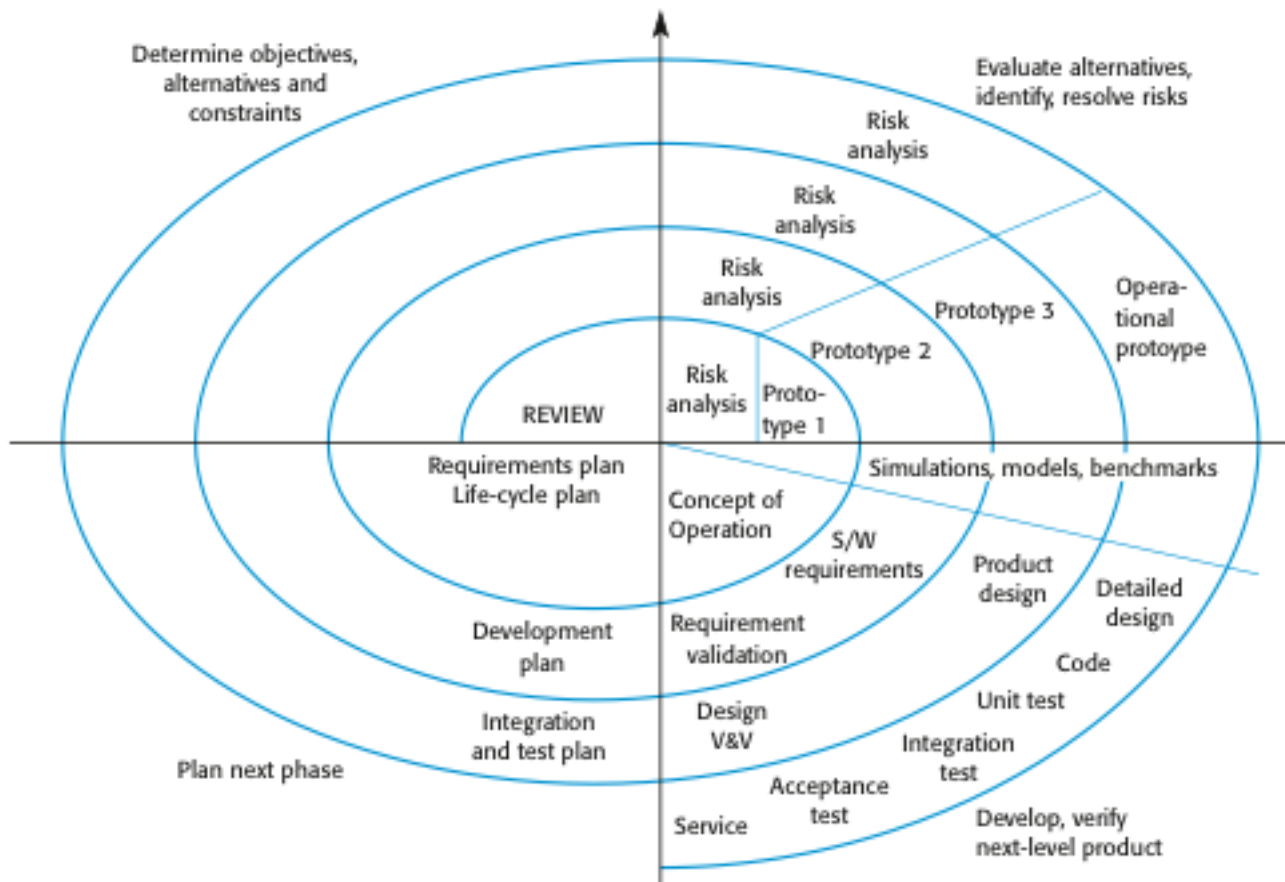 Determine objectives,
alternatives and
constraints
Evaluate alternatives,
identify, resolve risks
Risk
analysis
Risk
analysis
Risk
analysis
Opera-
tional
protoype
Prototype 3
Prototype 2
Risk
analysis
Proto-
type 1
REVIEW
Requirements plan
Life-cycle plan
Simulations, models, benchmarks
Concept of
Operation
S/W
requirements
Product
design
Detailed
design
Development
plan
Requirement
validation
Code
Unit test
Integration
and test plan
Design
V&V
Integration
test
Plan next phase
Acceptance
test
Service
Develop, verify
next-level product